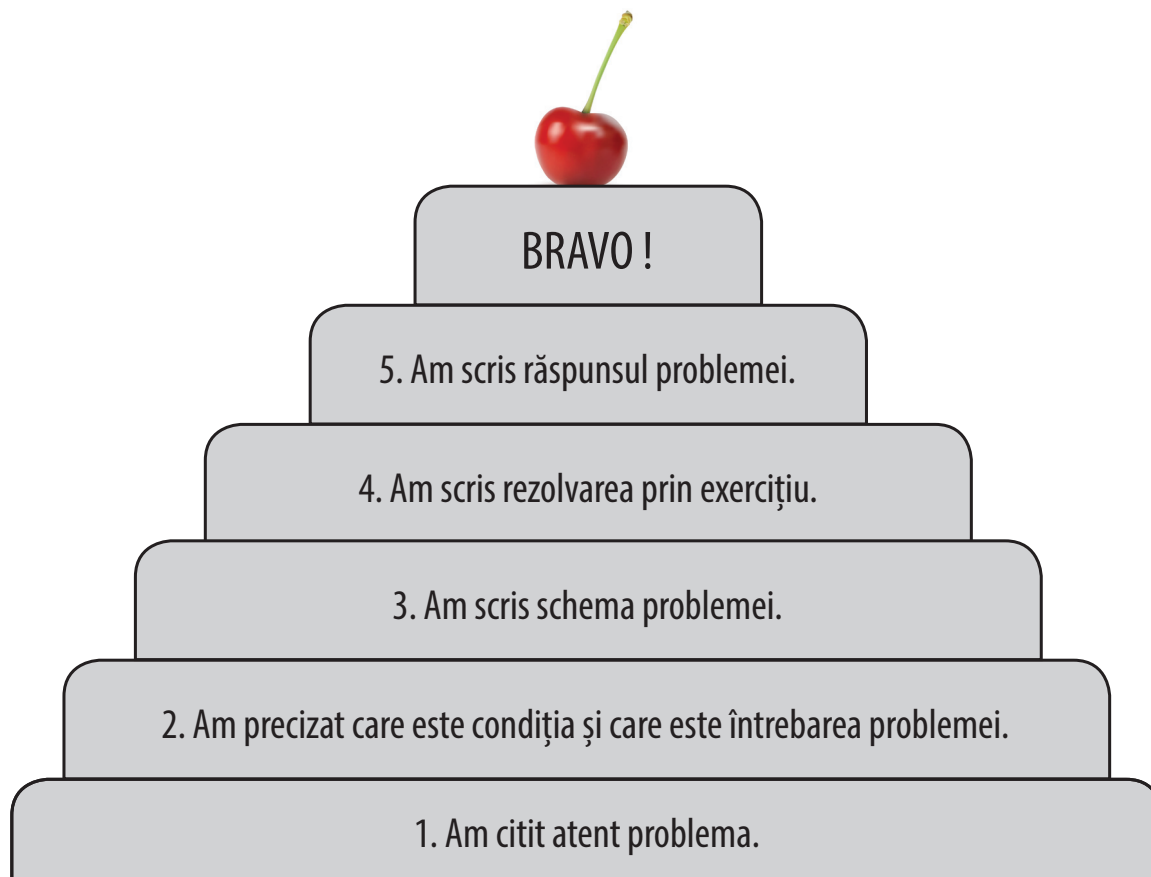 BRAVO !
5. Am scris răspunsul problemei.
4. Am scris rezolvarea prin exercițiu.
3. Am scris schema problemei.
2. Am precizat care este condiția și care este întrebarea problemei.
1. Am citit atent problema.